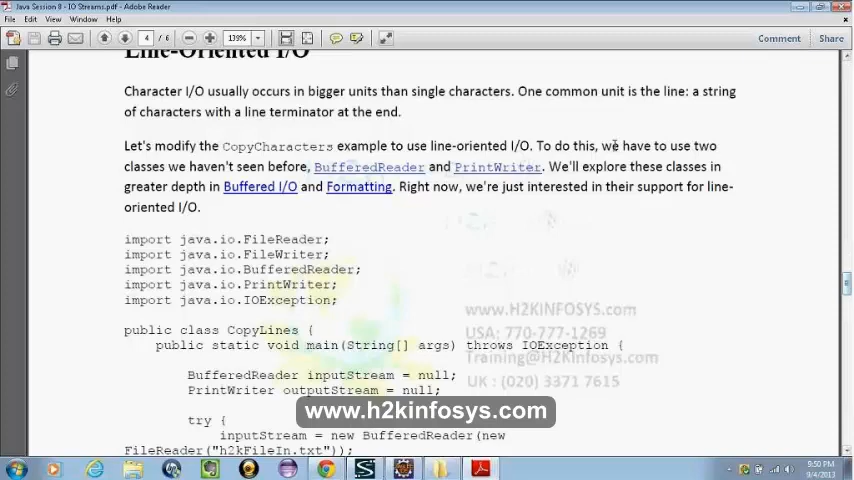 Java Session 8 - IO Streams.pdf - Adobe Reader
File Edit View Window Help
4 / 6 139% Comment Share
Line-Oriented I/O
Character I/O usually occurs in bigger units than single characters. One common unit is the line: a string
of characters with a line terminator at the end.
Let's modify the CopyCharacters example to use line-oriented I/O. To do this, we have to use two
classes we haven't seen before, BufferedReader and PrintWriter. We'll explore these classes in
greater depth in Buffered I/O and Formatting. Right now, we're just interested in their support for line-
oriented I/O.
import java.io.FileReader;
import java.io.FileWriter;
import java.io.BufferedReader;
import java.io.PrintWriter;
import java.io.IOException;
www.H2KINFOSYS.com
USA: 770-777-1269
Training@H2KInfosys.com
UK : (020) 3371 7615
public class CopyLines {
public static void main(String[] args) throws IOException {
BufferedReader inputStream = null;
PrintWriter outputStream = null;
www.h2kinfosys.com
try {
inputStream = new BufferedReader(new
FileReader("h2kFileIn.txt"));
9:50 PM
9/4/2013